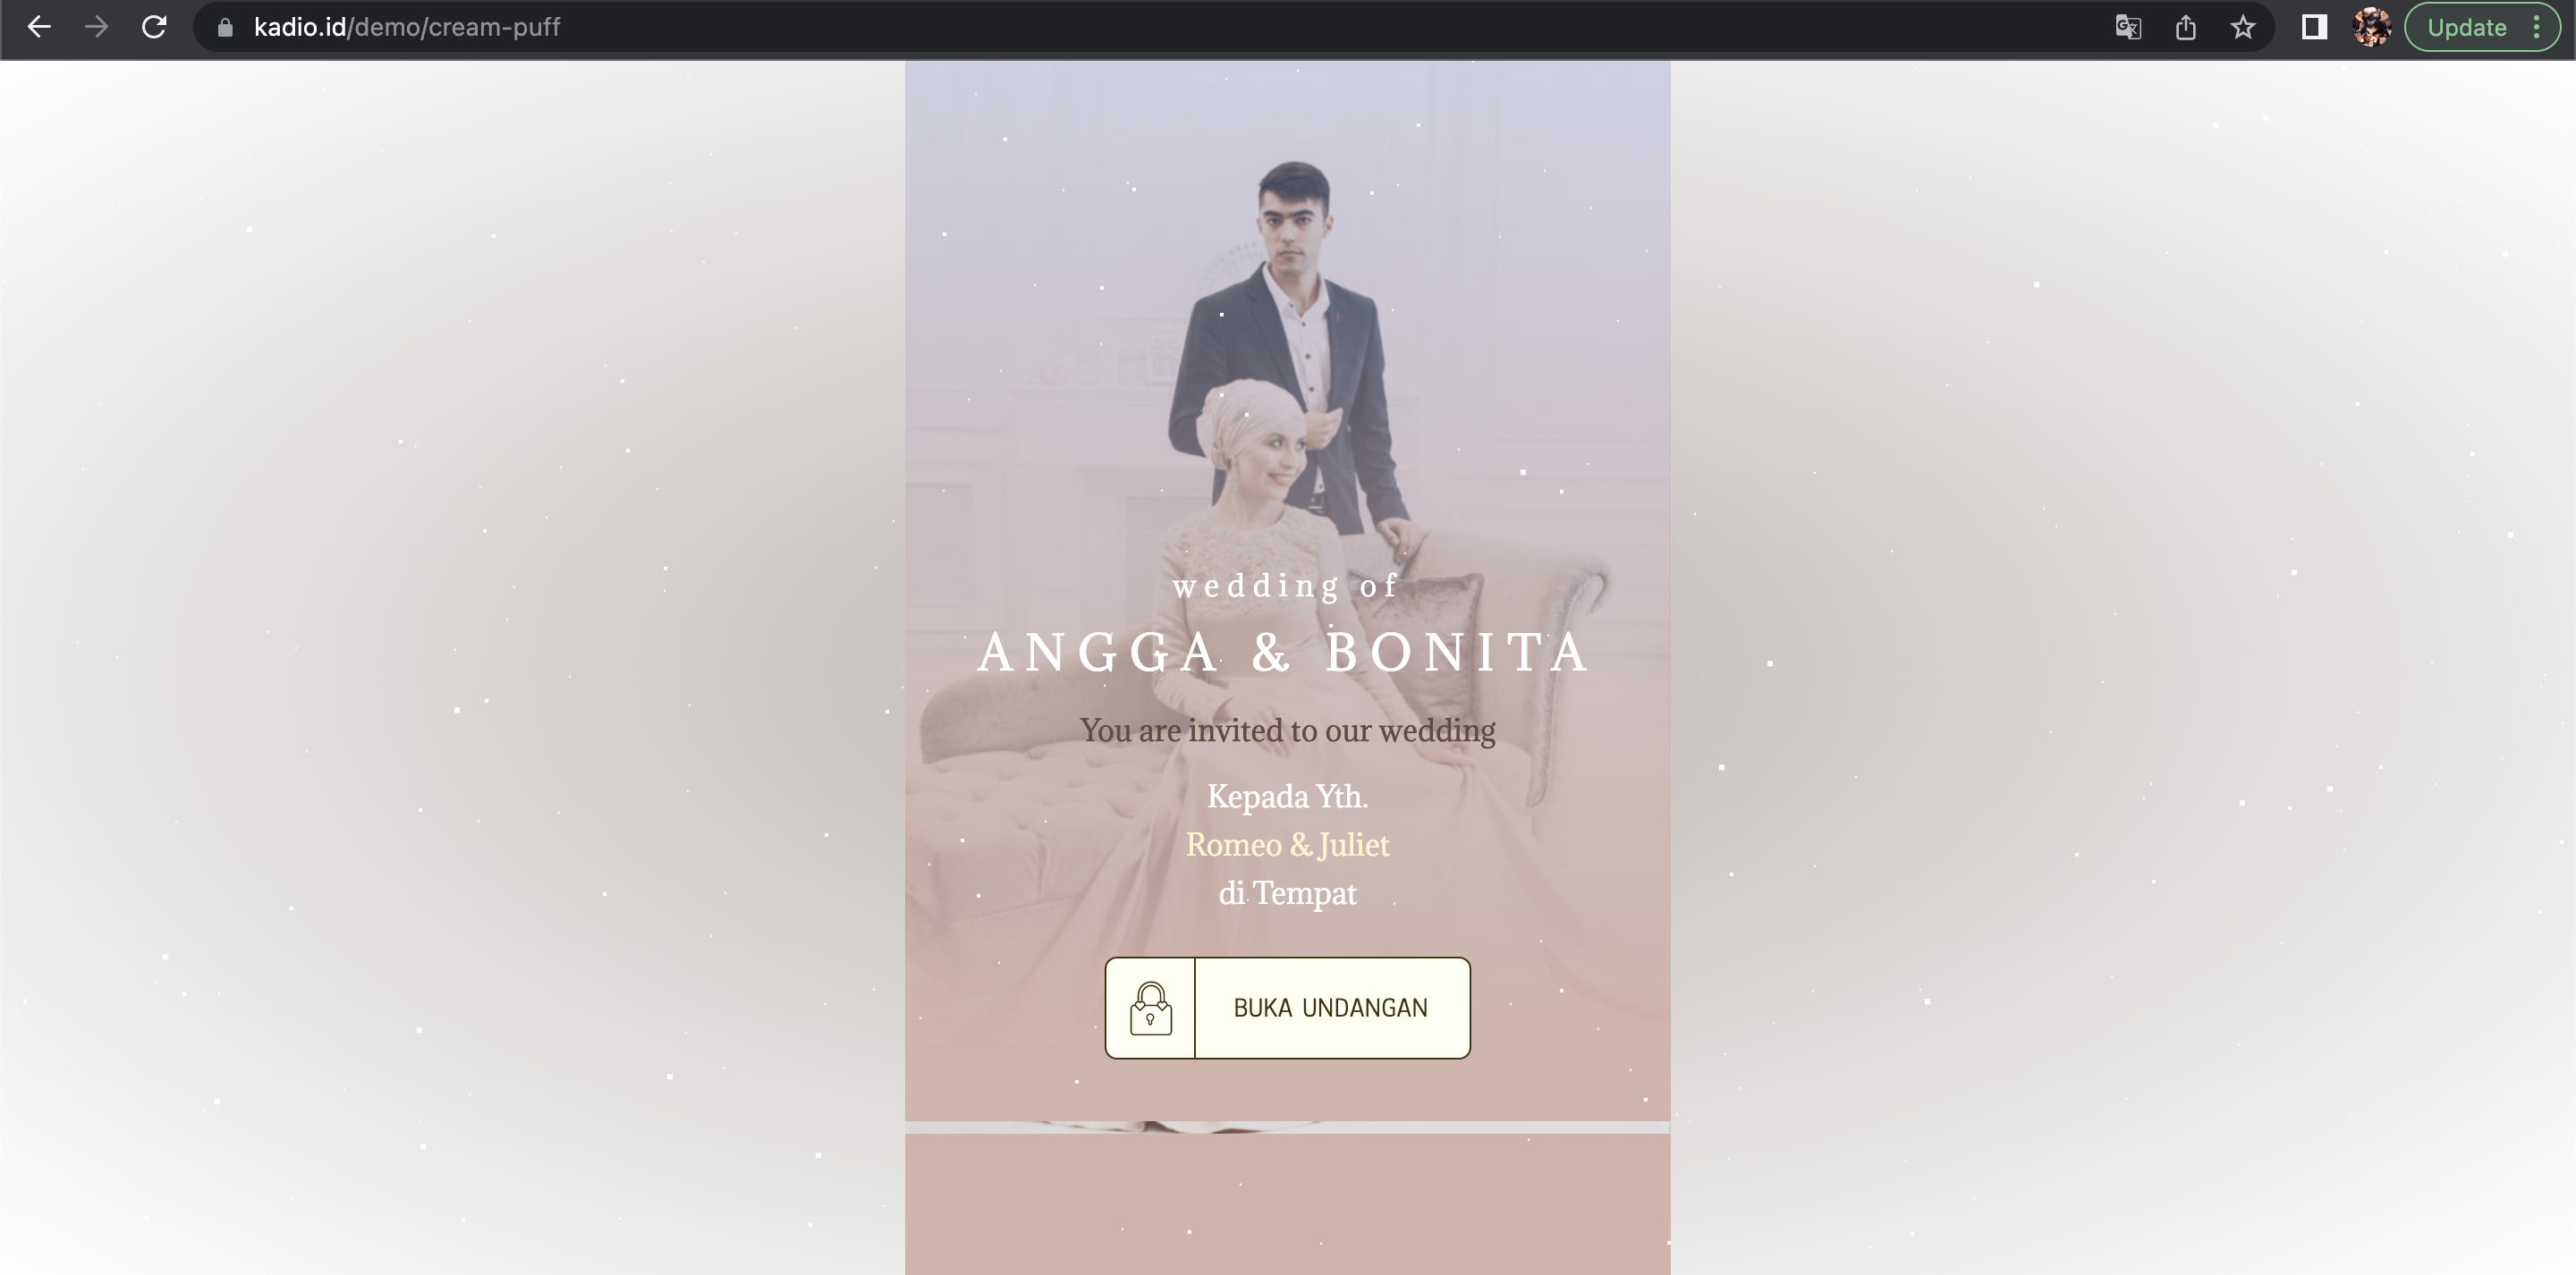 kadio.id/demo/cream-puff
Update
wedding of
ANGGA & BONITA
You are invited to our wedding
Kepada Yth.
Romeo & Juliet
di Tempat
BUKA UNDANGAN